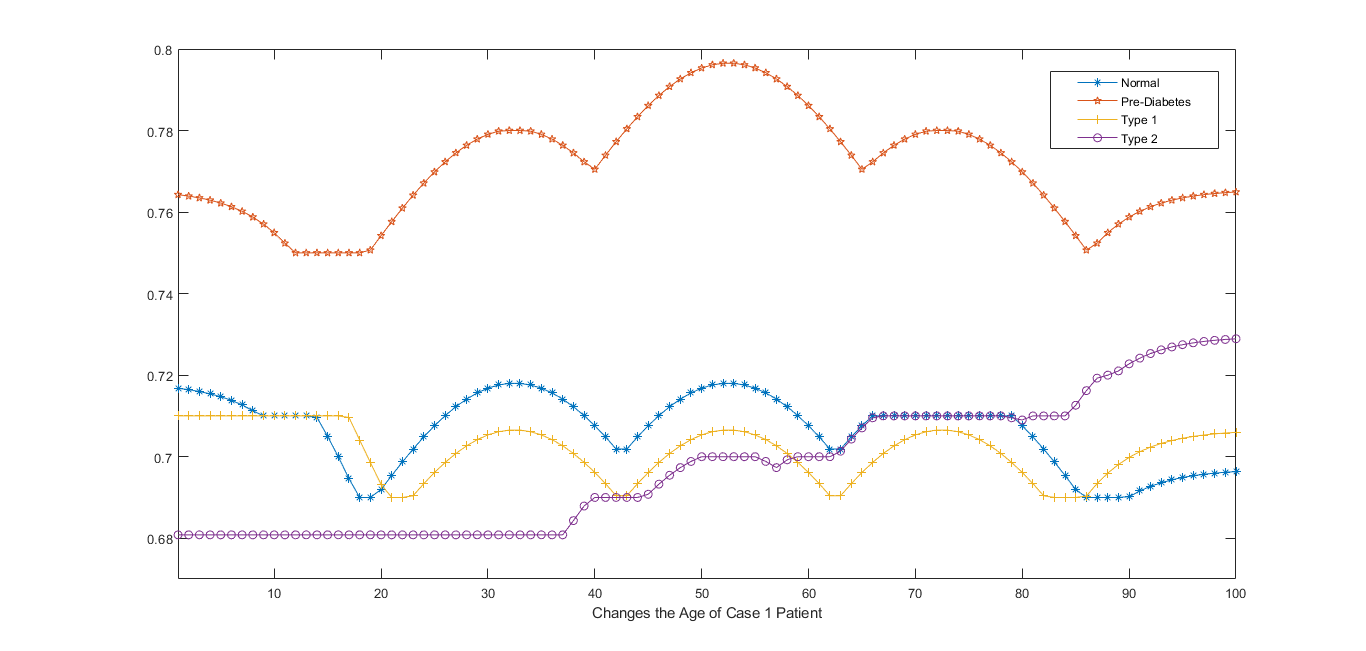 0.8
0.78
0.76
0.74
0.72
0.7
0.68
10 20 30 40 50 60 70 80 90 100
Changes the Age of Case 1 Patient
Normal
Pre-Diabetes
Type 1
Type 2